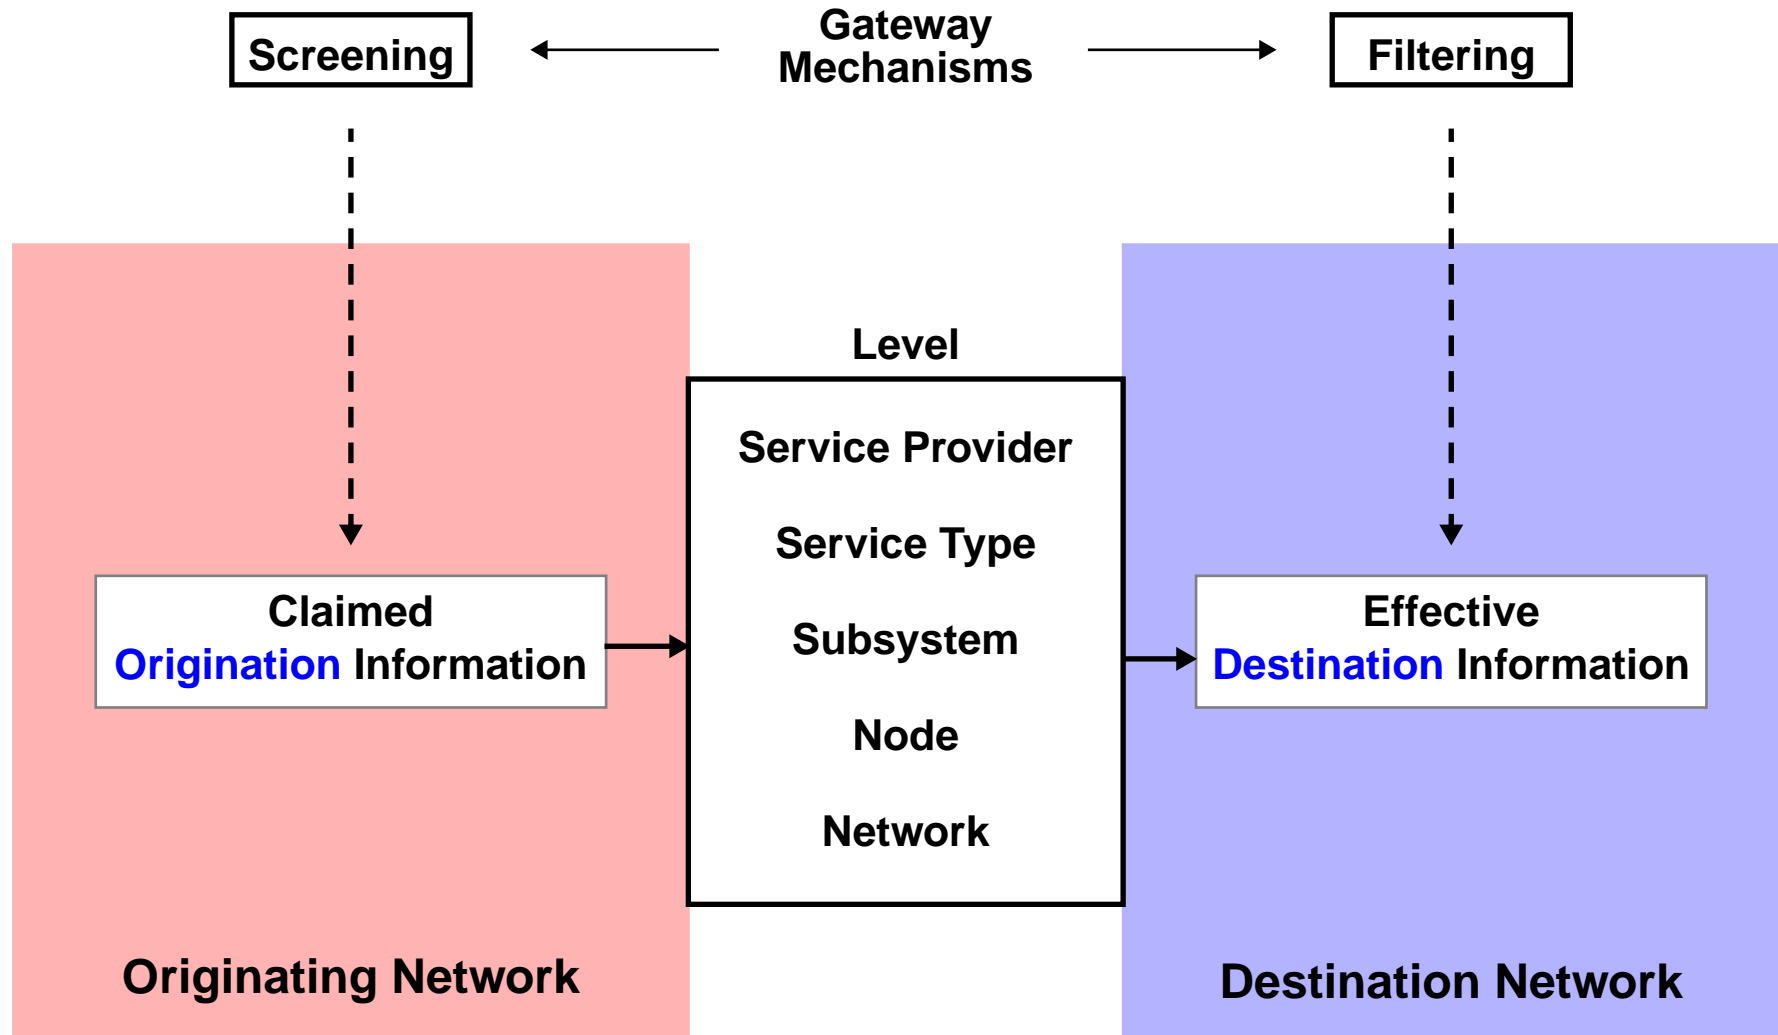 Screening
Gateway
Mechanisms
Filtering
Level
Service Provider
Service Type
Subsystem
Node
Network
Claimed
Origination Information
Effective
Destination Information
Originating Network
Destination Network